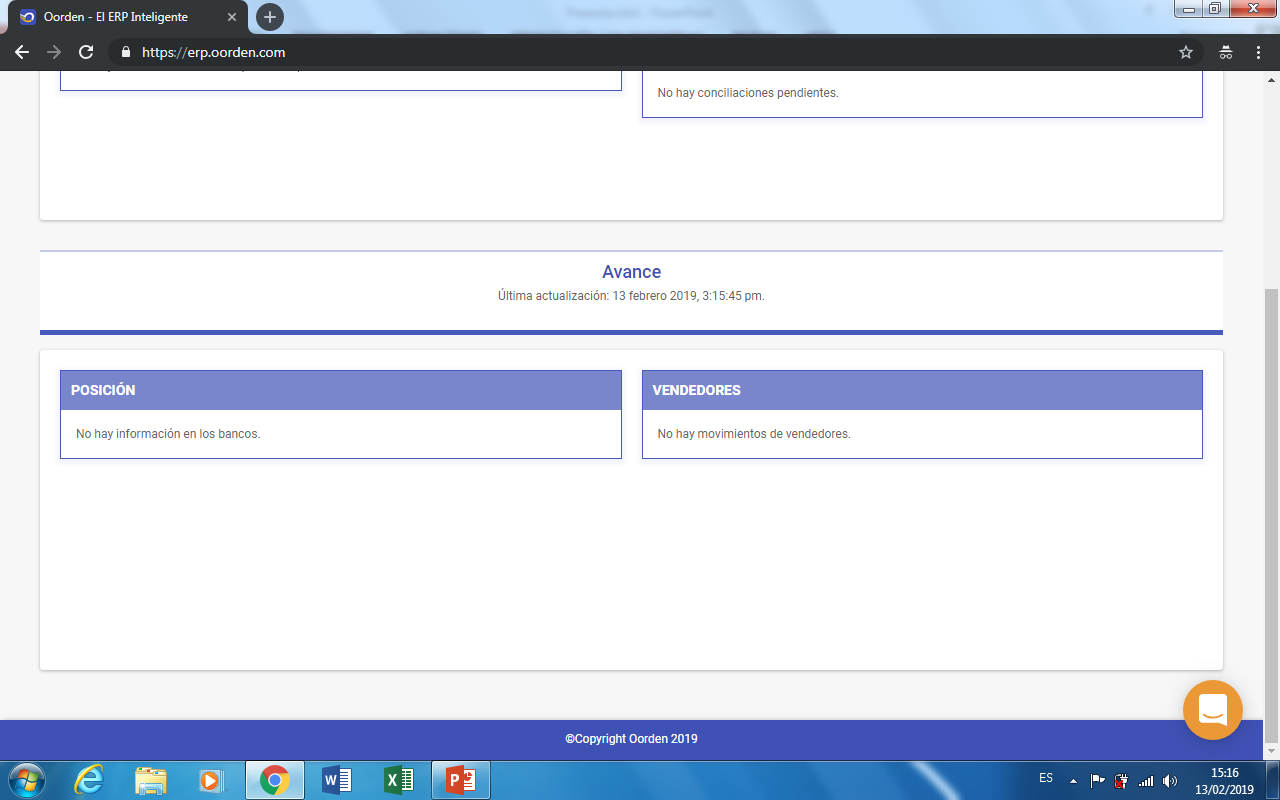 Oorden - El ERP Inteligente
https://erp.oorden.com
No hay conciliaciones pendientes.
Avance
Última actualización: 13 febrero 2019, 3:15:45 pm.
POSICIÓN
No hay información en los bancos.
VENDEDORES
No hay movimientos de vendedores.
©Copyright Oorden 2019
ES
15:16
13/02/2019